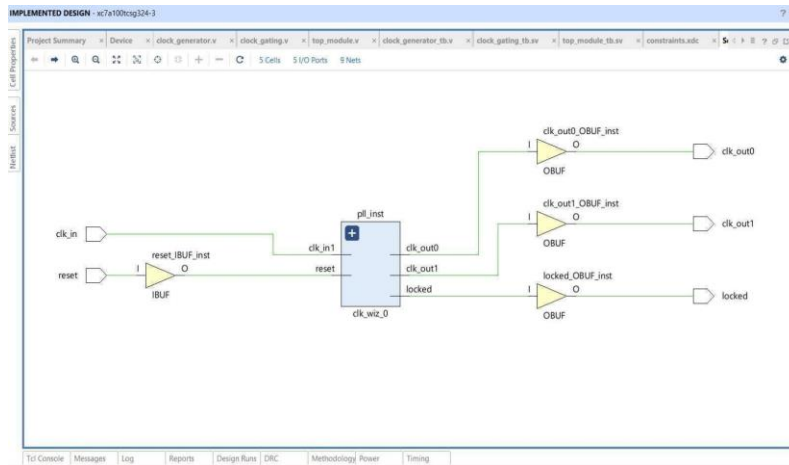 IMPLEMENTED DESIGN - xc7a100tcsg324-3 ?
Project Summary × Device × clock_generator.v × clock_gating.v × top_module.v × clock_generator_tb.v × clock_gating_tb.sv × top_module_tb.sv × constraints.xdc ×
5 Cells 5 I/O Ports 9 Nets
Cell Properties
Sources
Netlist
clk_out0_OBUF_inst
I O
clk_out0
OBUF
clk_out1_OBUF_inst
I O
clk_out1
OBUF
pll_inst
clk_in
clk_in1 clk_out0
reset_IBUF_inst
reset
I O
reset clk_out1
IBUF
locked
clk_wiz_0
locked_OBUF_inst
I O
locked
OBUF
Tcl Console Messages Log Reports Design Runs DRC Methodology Power Timing